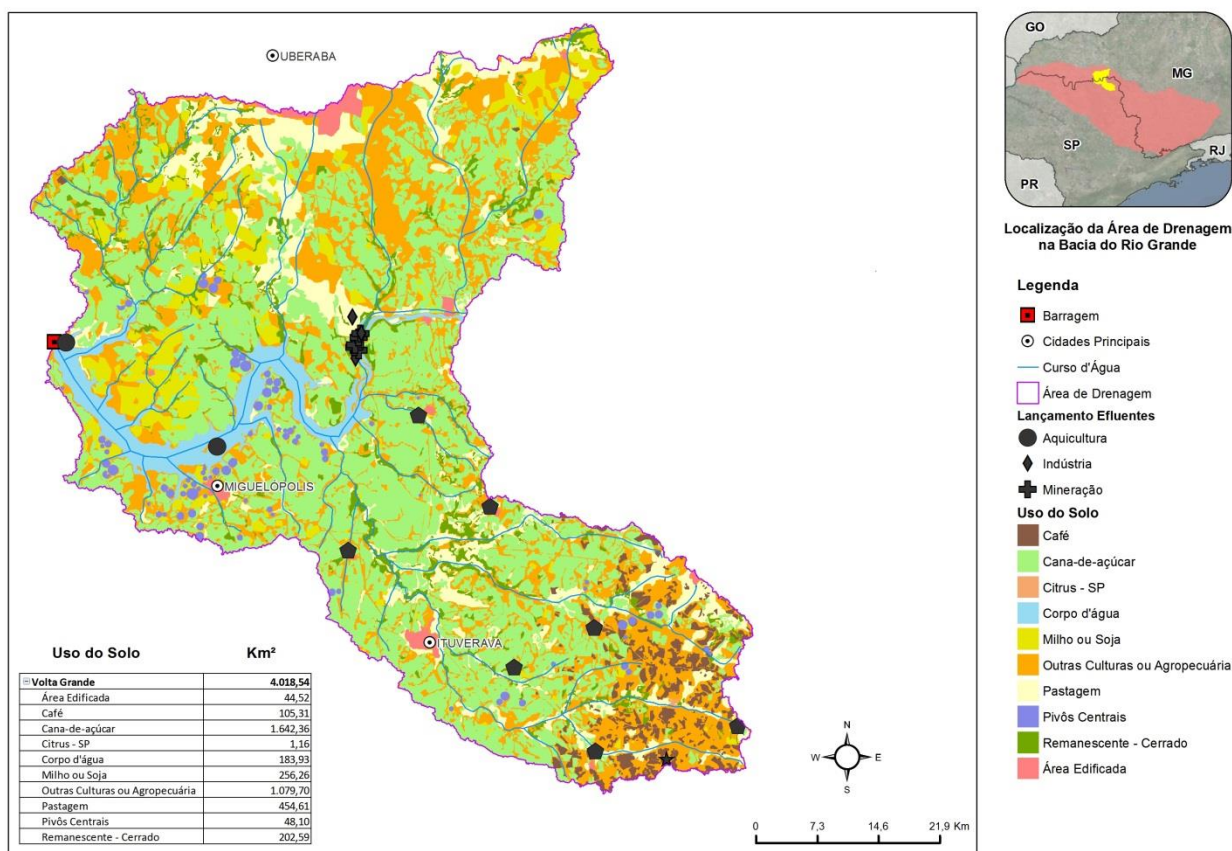 UBERABA
MIGUELÓPOLIS
ITUVERAVA
Uso do Solo Km²
Volta Grande 4.018,54
Área Edificada 44,52
Café 105,31
Cana-de-açúcar 1.642,36
Citrus - SP 1,16
Corpo d'água 183,93
Milho ou Soja 256,26
Outras Culturas ou Agropecuária 1.079,70
Pastagem 454,61
Pivôs Centrais 48,10
Remanescente - Cerrado 202,59
N
W E
S
0 7,3 14,6 21,9 Km
GO
MG
SP
RJ
PR
Localização da Área de Drenagem
na Bacia do Rio Grande
Legenda
Barragem
Cidades Principais
Curso d'Água
Área de Drenagem
Lançamento Efluentes
Aquicultura
Indústria
Mineração
Uso do Solo
Café
Cana-de-açúcar
Citrus - SP
Corpo d'água
Milho ou Soja
Outras Culturas ou Agropecuária
Pastagem
Pivôs Centrais
Remanescente - Cerrado
Área Edificada